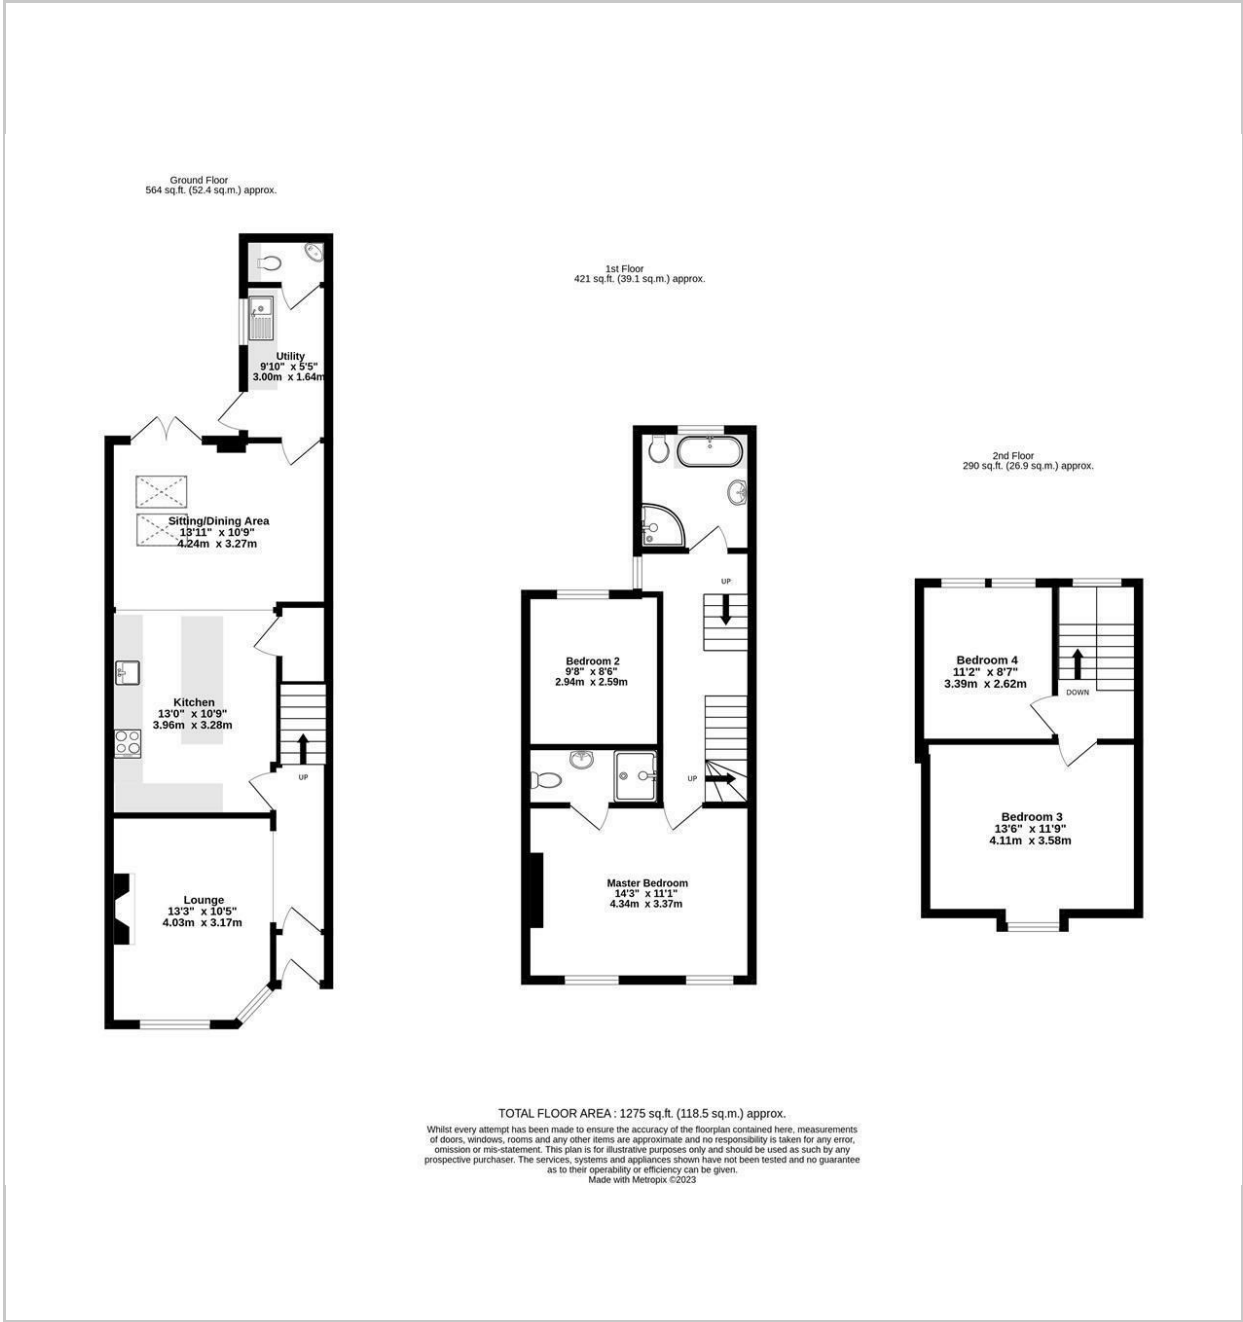 Ground Floor
564 sq.ft. (52.4 sq.m.) approx.
Utility
9'10" x 5'5"
3.00m x 1.64m
Sitting/Dining Area
13'11" x 10'9"
4.24m x 3.27m
Kitchen
13'0" x 10'9"
3.96m x 3.28m
UP
Lounge
13'3" x 10'5"
4.03m x 3.17m
1st Floor
421 sq.ft. (39.1 sq.m.) approx.
UP
Bedroom 2
9'8" x 8'6"
2.94m x 2.59m
UP
Master Bedroom
14'3" x 11'1"
4.34m x 3.37m
2nd Floor
290 sq.ft. (26.9 sq.m.) approx.
Bedroom 4
11'2" x 8'7"
3.39m x 2.62m
DOWN
Bedroom 3
13'6" x 11'9"
4.11m x 3.58m
TOTAL FLOOR AREA : 1275 sq.ft. (118.5 sq.m.) approx.
Whilst every attempt has been made to ensure the accuracy of the floorplan contained here, measurements
of doors, windows, rooms and any other items are approximate and no responsibility is taken for any error,
omission or mis-statement. This plan is for illustrative purposes only and should be used as such by any
prospective purchaser. The services, systems and appliances shown have not been tested and no guarantee
as to their operability or efficiency can be given.
Made with Metropix ©2023